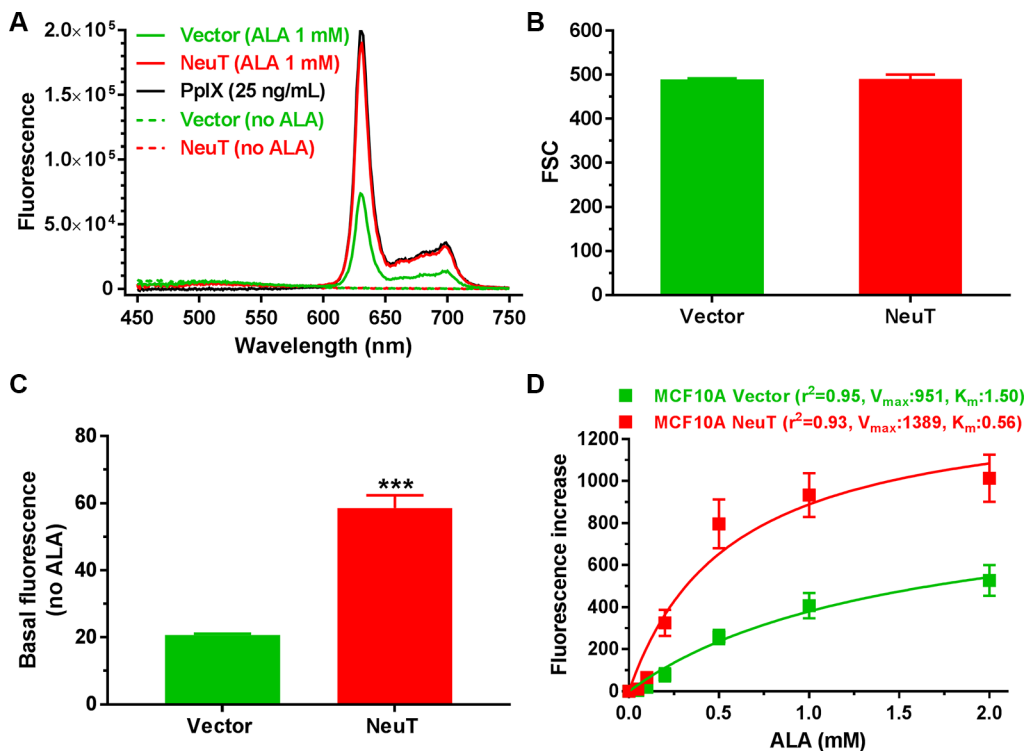 A
Fluorescence
2.0×10⁵
1.5×10⁵
1.0×10⁵
5.0×10⁴
0
Vector (ALA 1 mM)
NeuT (ALA 1 mM)
PpIX (25 ng/mL)
Vector (no ALA)
NeuT (no ALA)
450 500 550 600 650 700 750
Wavelength (nm)
B
FSC
600
500
400
300
200
100
0
Vector NeuT
C
Basal fluorescence
(no ALA)
80
60
40
20
0
***
Vector NeuT
D
MCF10A Vector (r²=0.95, Vmax:951, Km:1.50)
MCF10A NeuT (r²=0.93, Vmax:1389, Km:0.56)
Fluorescence increase
1200
1000
800
600
400
200
0
0.0 0.5 1.0 1.5 2.0
ALA (mM)